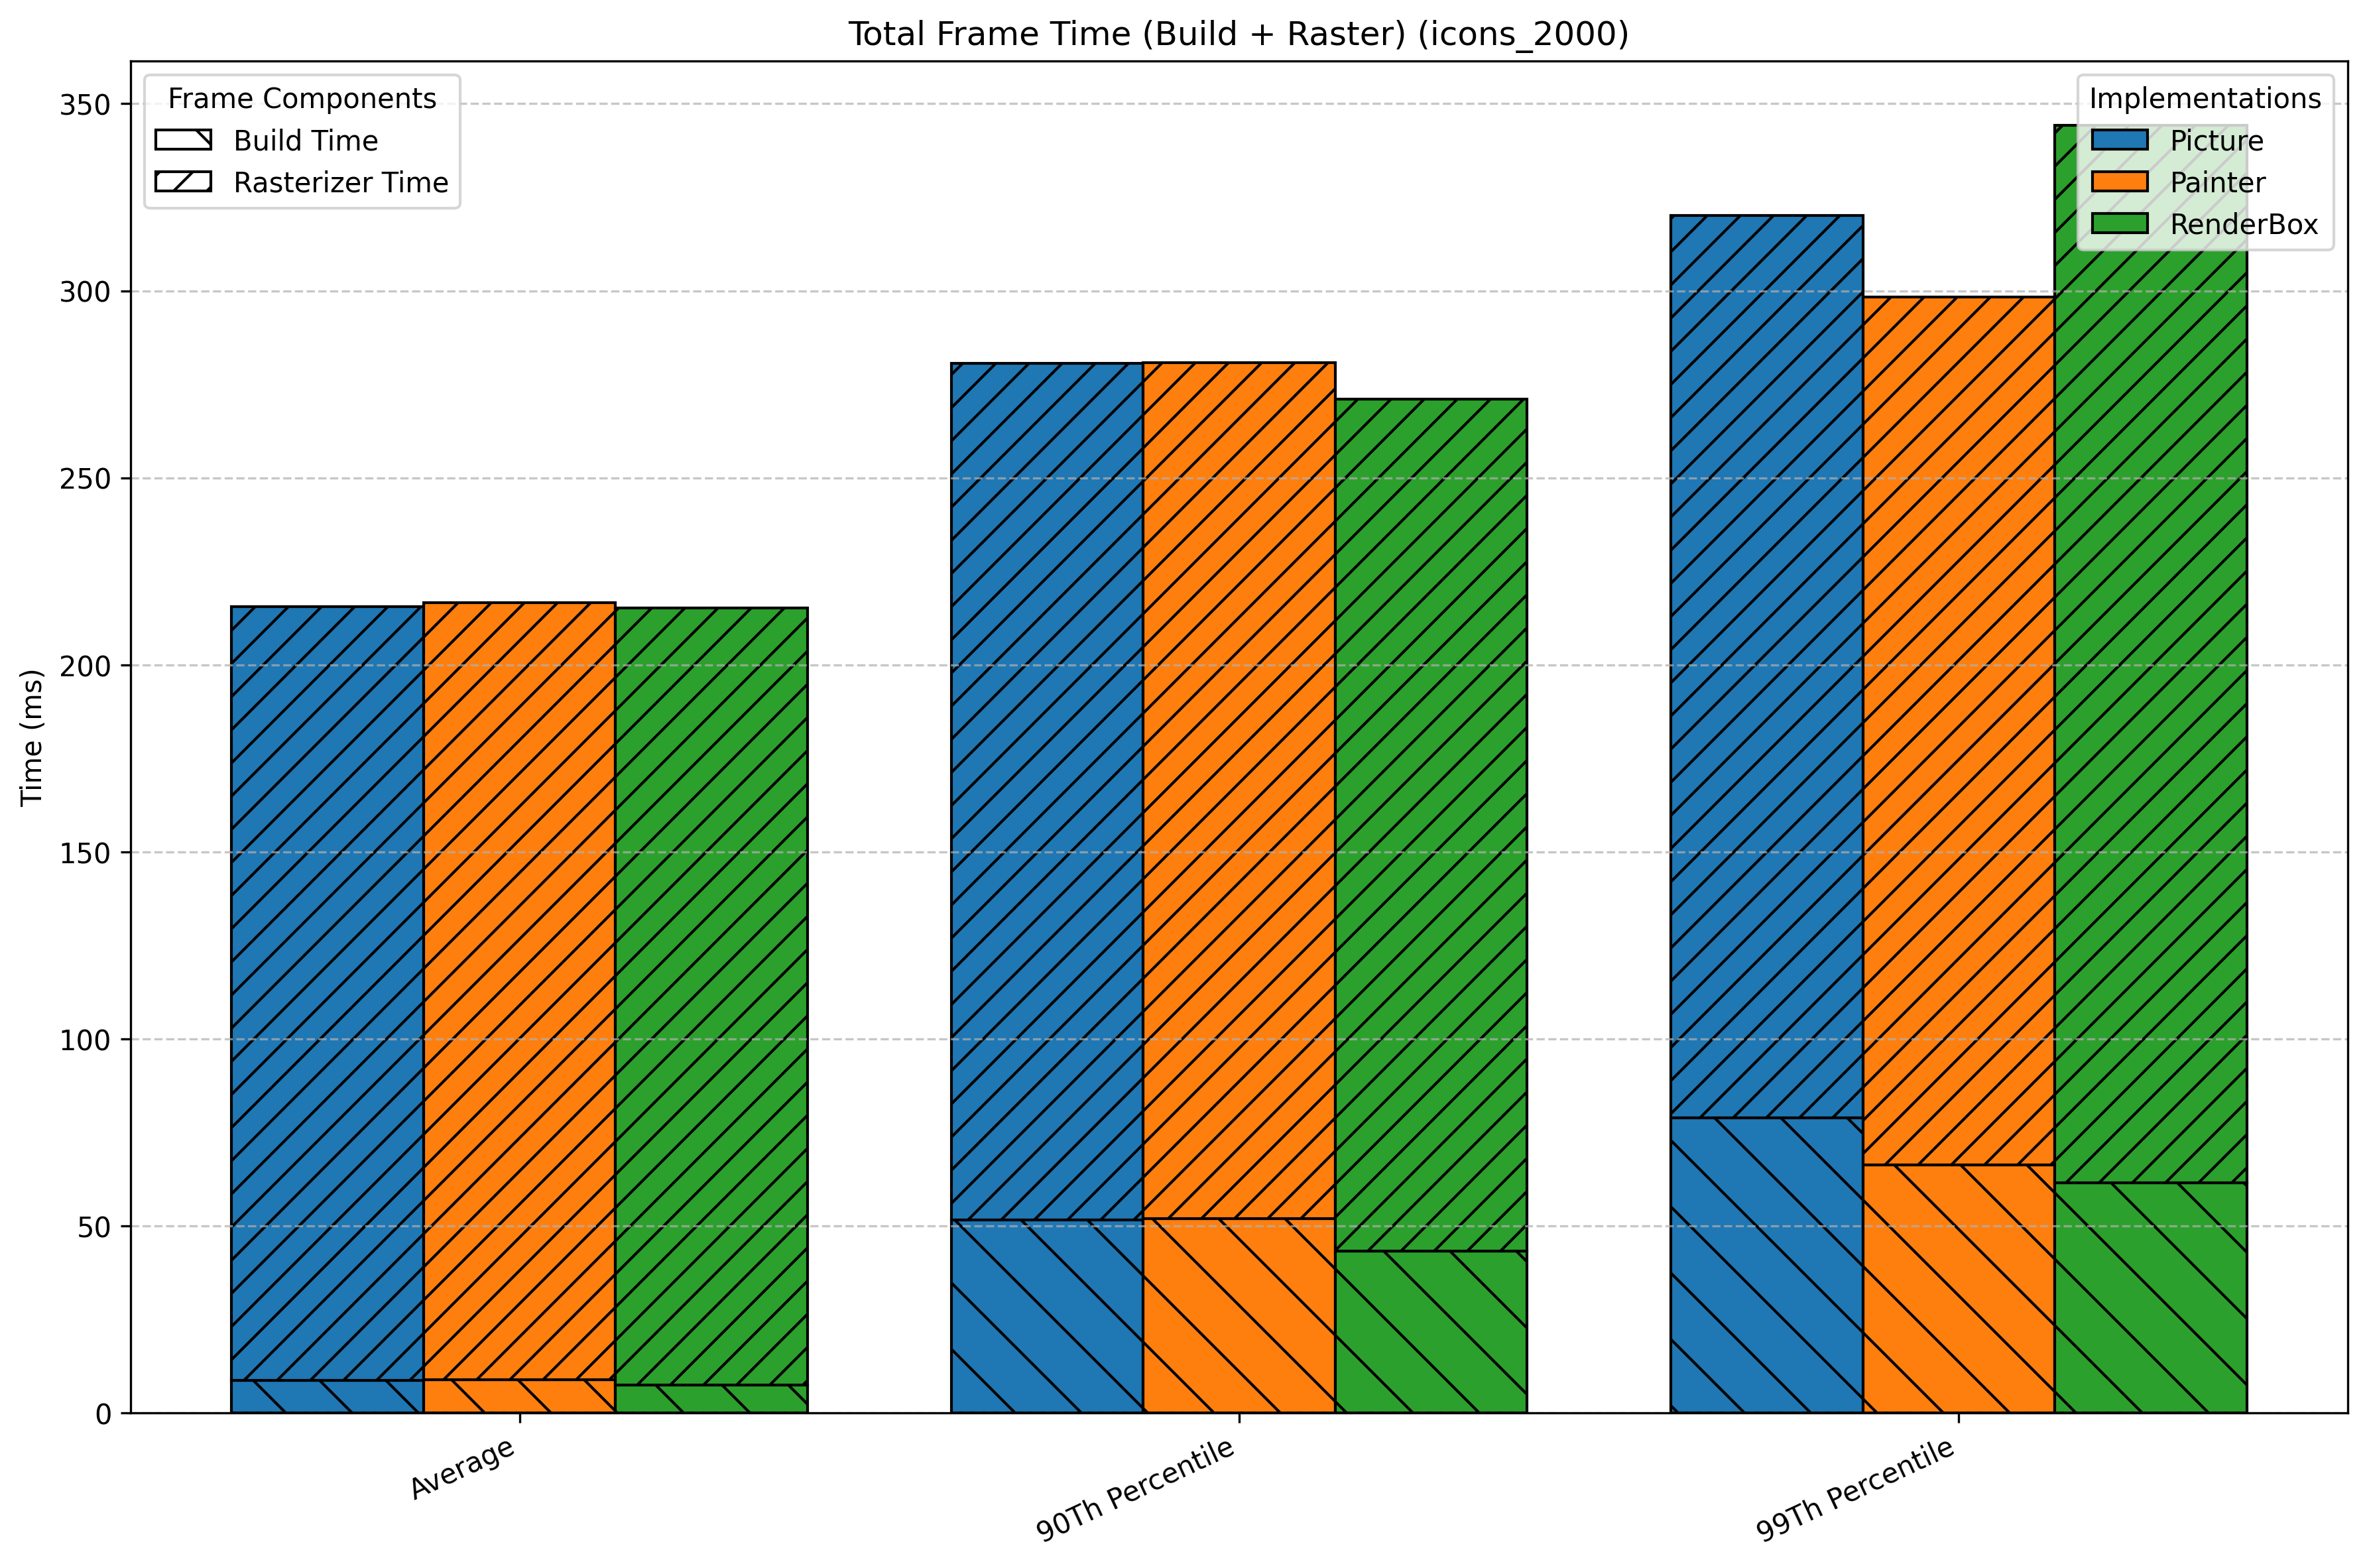 Total Frame Time (Build + Raster) (icons_2000)
Frame Components
Build Time
Rasterizer Time
Implementations
Picture
Painter
RenderBox
Time (ms)
350
300
250
200
150
100
50
0
Average
90Th Percentile
99Th Percentile